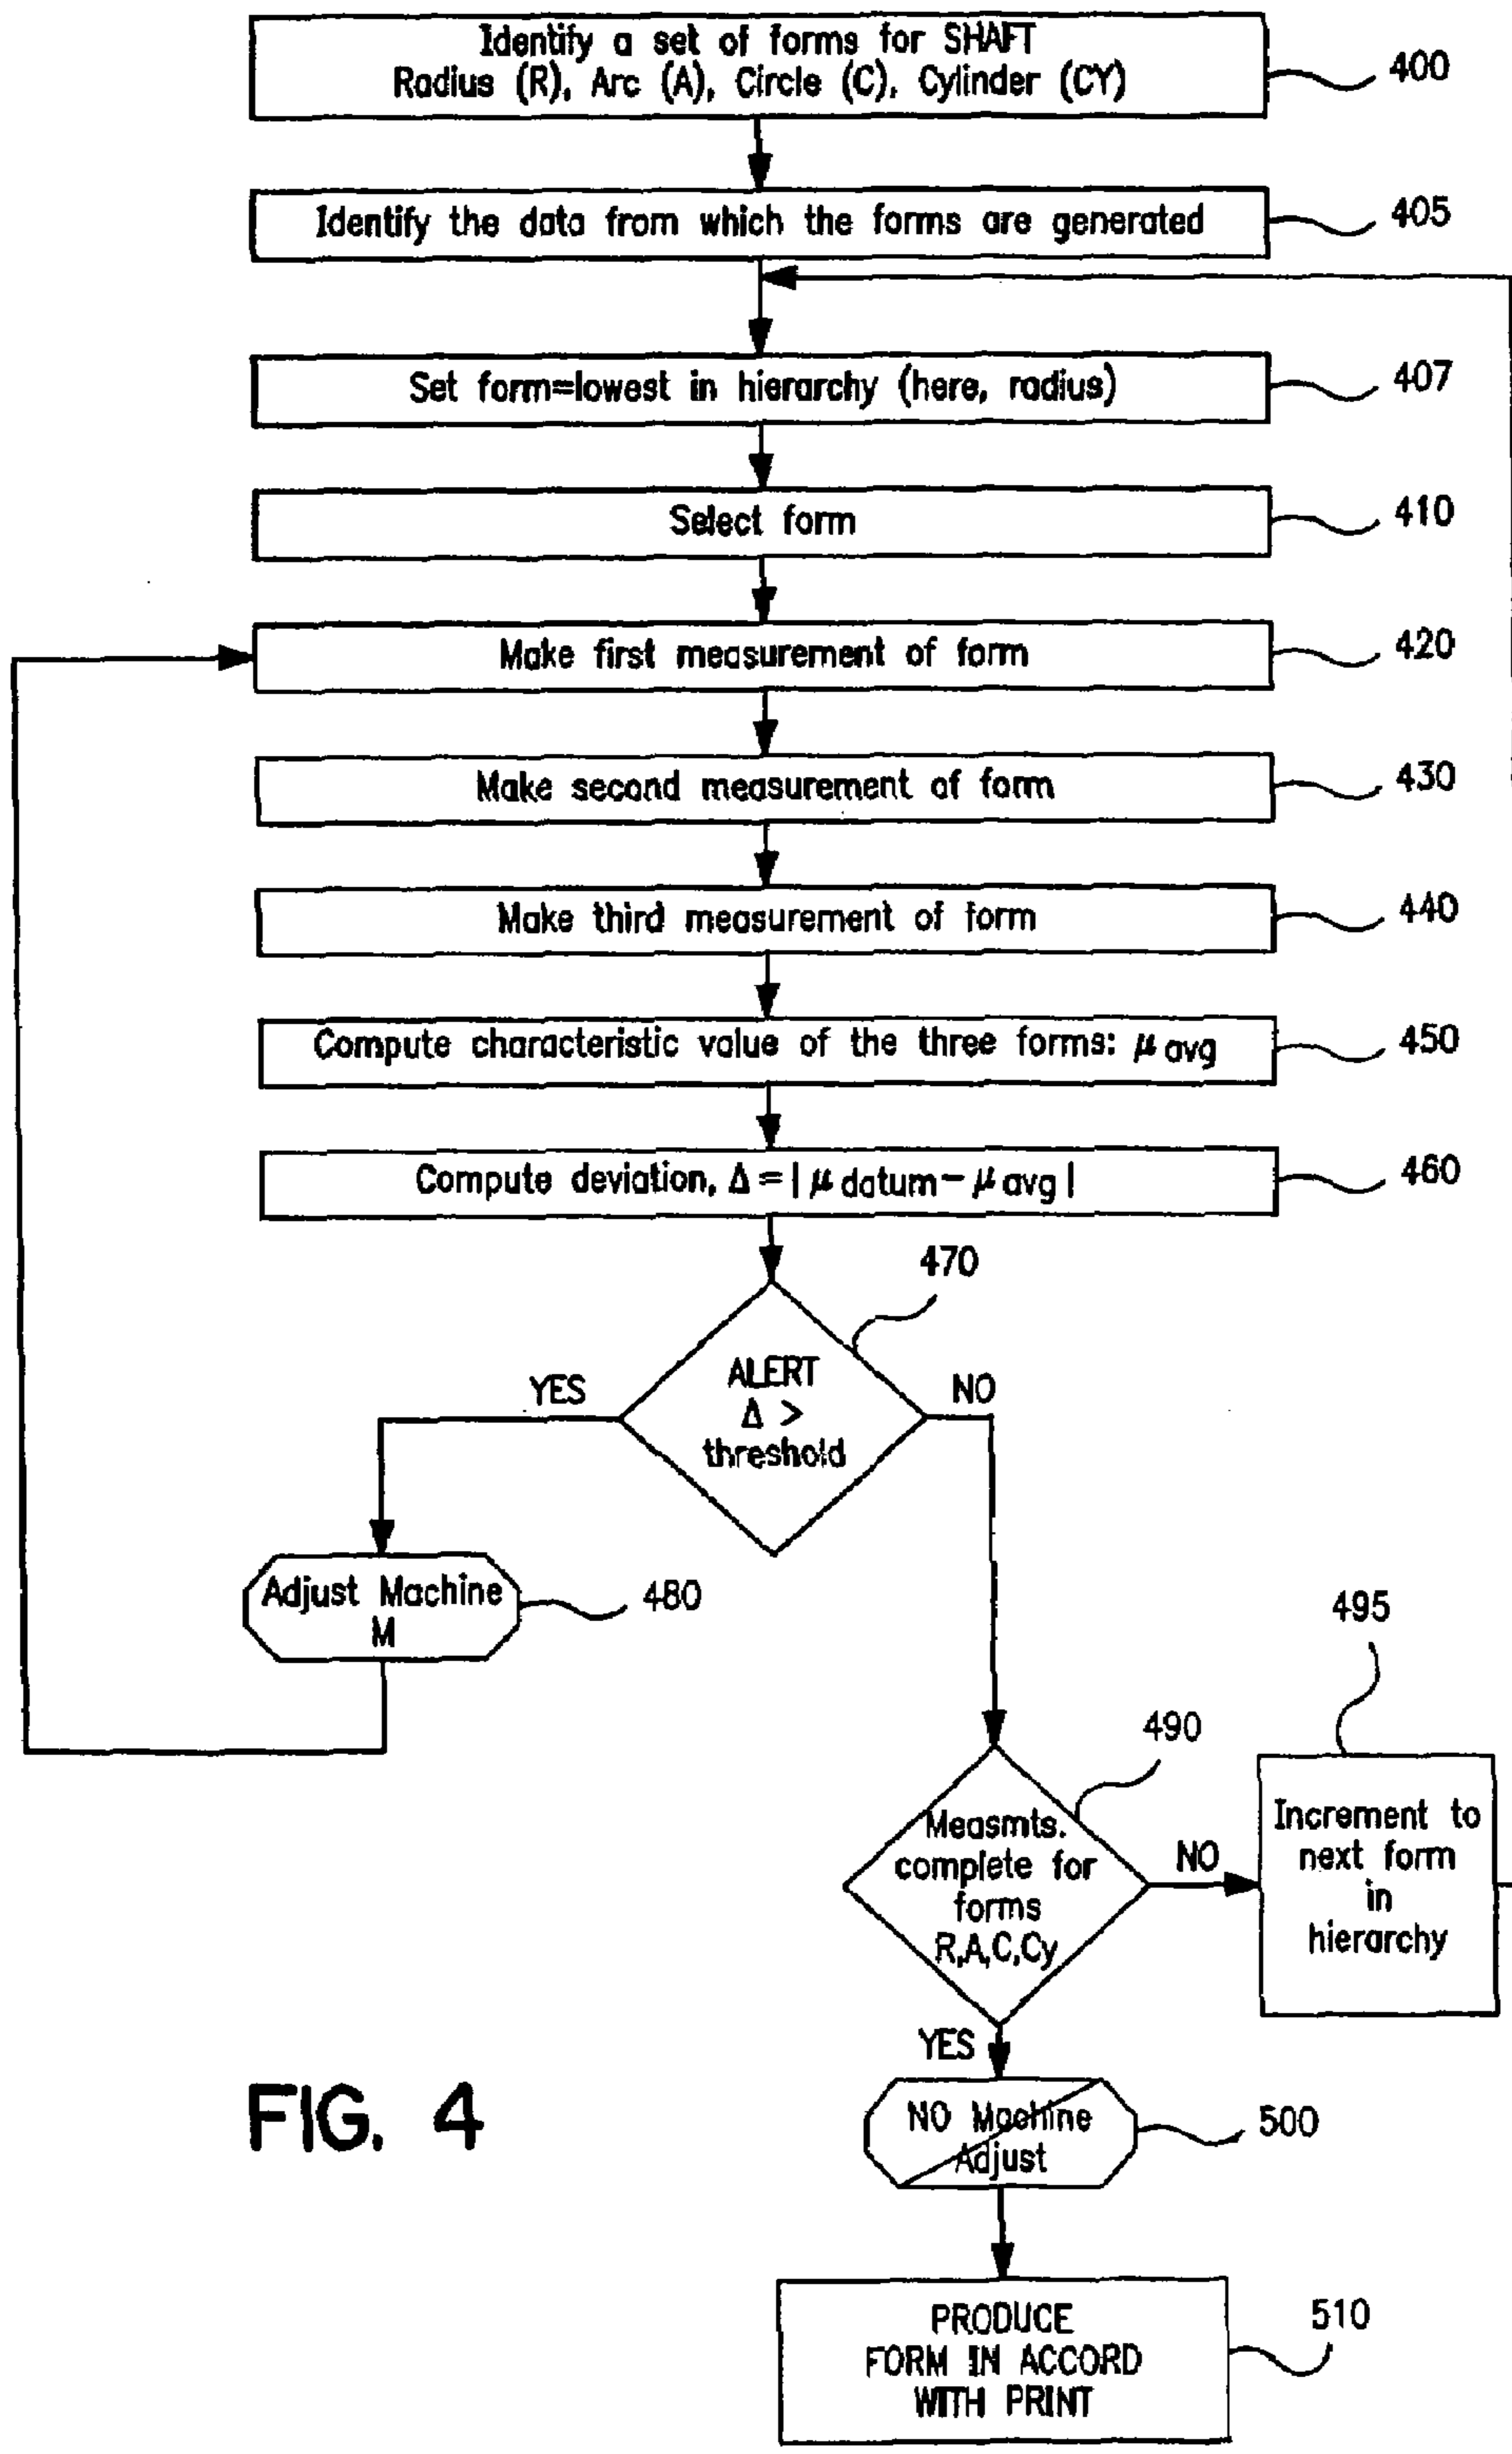 Identify a set of forms for SHAFT
Radius (R), Arc (A), Circle (C), Cylinder (CY)
400
Identify the data from which the forms are generated
405
Set form=lowest in hierarchy (here, radius)
407
Select form
410
Make first measurement of form
420
Make second measurement of form
430
Make third measurement of form
440
Compute characteristic value of the three forms: μ avg
450
Compute deviation, Δ = | μ datum - μ avg |
460
470
ALERT
Δ >
threshold
YES
NO
Adjust Machine
M
480
490
495
Measmts.
complete for
forms
R,A,C,Cy
NO
Increment to
next form
in
hierarchy
YES
NO Machine
Adjust
500
PRODUCE
FORM IN ACCORD
WITH PRINT
510
FIG. 4